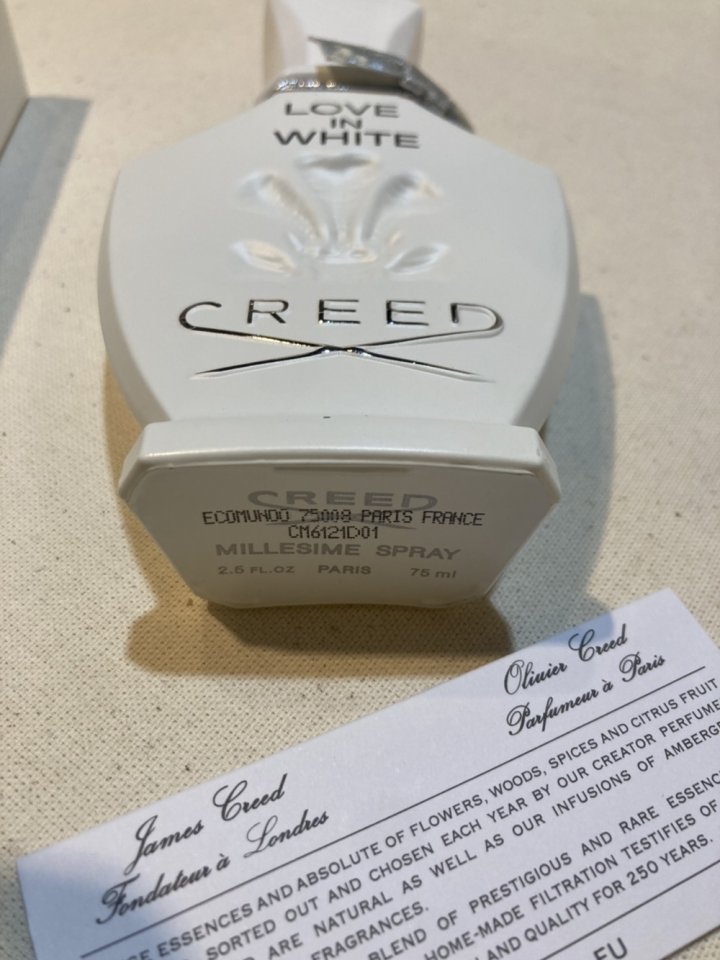 LOVE
IN
WHITE
CREED
CREED
ECOMUNDO 75008 PARIS FRANCE
CM6121D01
MILLESIME SPRAY
2.5 FL.OZ PARIS 75 ml
Olivier Creed
Parfumeur à Paris
James Creed
Fondateur à Londres
ESSENCES AND ABSOLUTE OF FLOWERS, WOODS, SPICES AND CITRUS FRUIT
SORTED OUT AND CHOSEN EACH YEAR BY OUR CREATOR PERFUME
ARE NATURAL AS WELL AS OUR INFUSIONS OF AMBERG
FRAGRANCES.
BLEND OF PRESTIGIOUS AND RARE ESSENC
HOME-MADE FILTRATION TESTIFIES OF
AND QUALITY FOR 250 YEARS.
EU